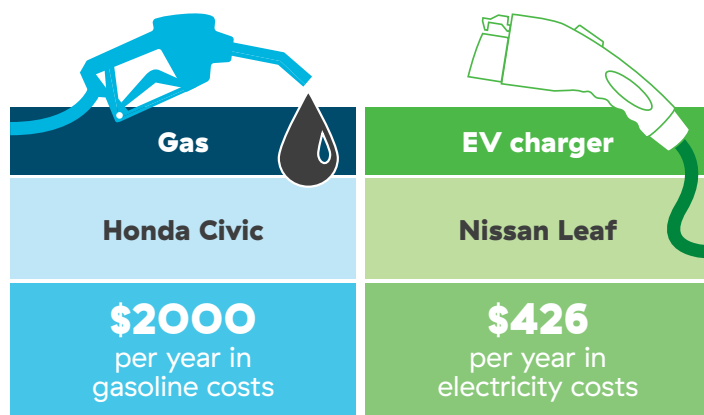 Gas
EV charger
Honda Civic
Nissan Leaf
$2000
per year in
gasoline costs
$426
per year in
electricity costs